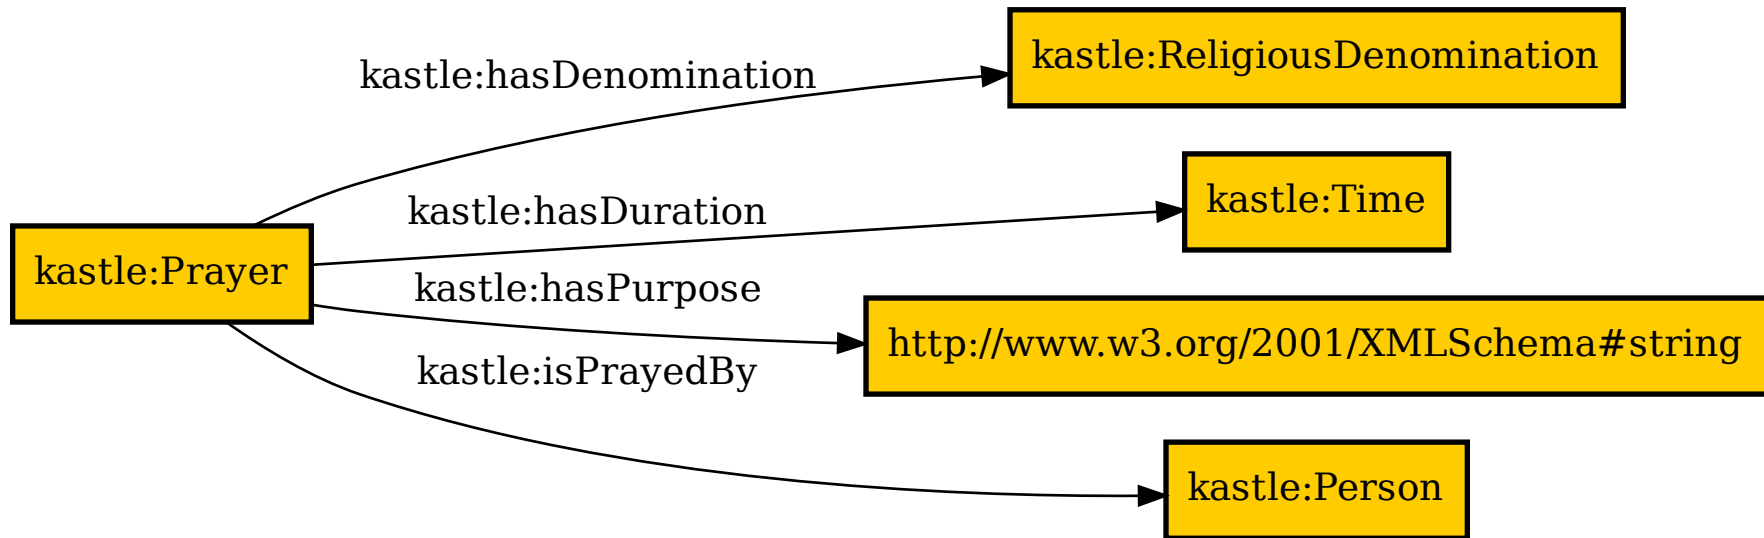 kastle:ReligiousDenomination
kastle:hasDenomination
kastle:Time
kastle:hasDuration
kastle:Prayer
kastle:hasPurpose
http://www.w3.org/2001/XMLSchema#string
kastle:isPrayedBy
kastle:Person